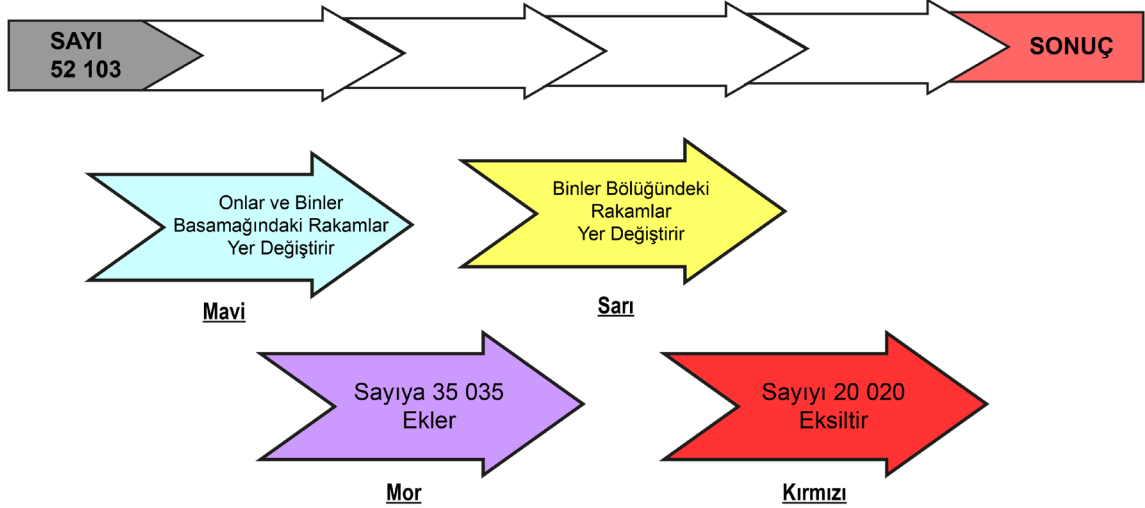 SAYI
52 103
SONUÇ
Onlar ve Binler
Basamağındaki Rakamlar
Yer Değiştirir
Mavi
Binler Bölüğündeki
Rakamlar
Yer Değiştirir
Sarı
Sayıya 35 035
Ekler
Mor
Sayıyı 20 020
Eksiltir
Kırmızı